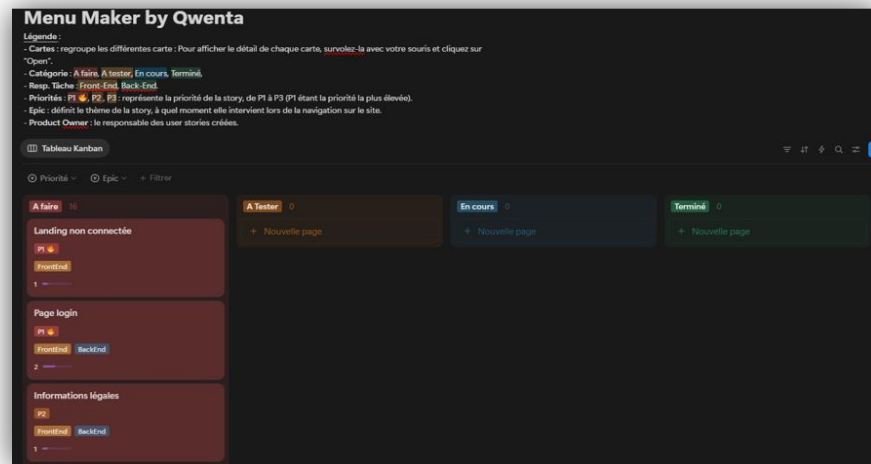 Menu Maker by Qwenta
Légende :
- Cartes : regroupe les différentes carte : Pour afficher le détail de chaque carte, survolez-la avec votre souris et cliquez sur
"Open".
- Catégorie : A faire, A tester, En cours, Terminé,
- Resp. Tâche : Front-End, Back-End.
- Priorités : P1 🔥, P2, P3 : représente la priorité de la story, de P1 à P3 (P1 étant la priorité la plus élevée).
- Epic : définit le thème de la story, à quel moment elle intervient lors de la navigation sur le site.
- Product Owner : le responsable des user stories créées.
Tableau Kanban
Priorité Epic + Filtrer
A faire 16 A Tester 0 En cours 0 Terminé 0
+ Nouvelle page + Nouvelle page + Nouvelle page
Landing non connectée
P1 🔥
FrontEnd
1
Page login
P1 🔥
FrontEnd BackEnd
2
Informations légales
P2
FrontEnd BackEnd
1